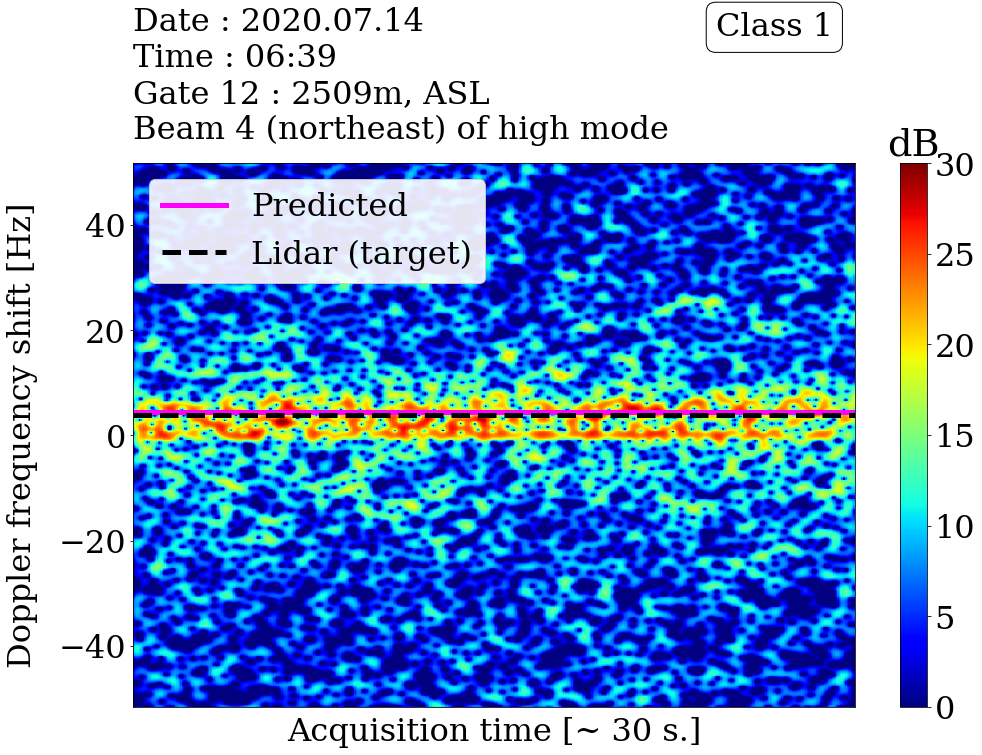 Date : 2020.07.14
Class 1
Time : 06:39
Gate 12 : 2509m, ASL
Beam 4 (northeast) of high mode
dB
Predicted
Lidar (target)
Doppler frequency shift [Hz]
40
20
0
−20
−40
30
25
20
15
10
5
0
Acquisition time [~ 30 s.]